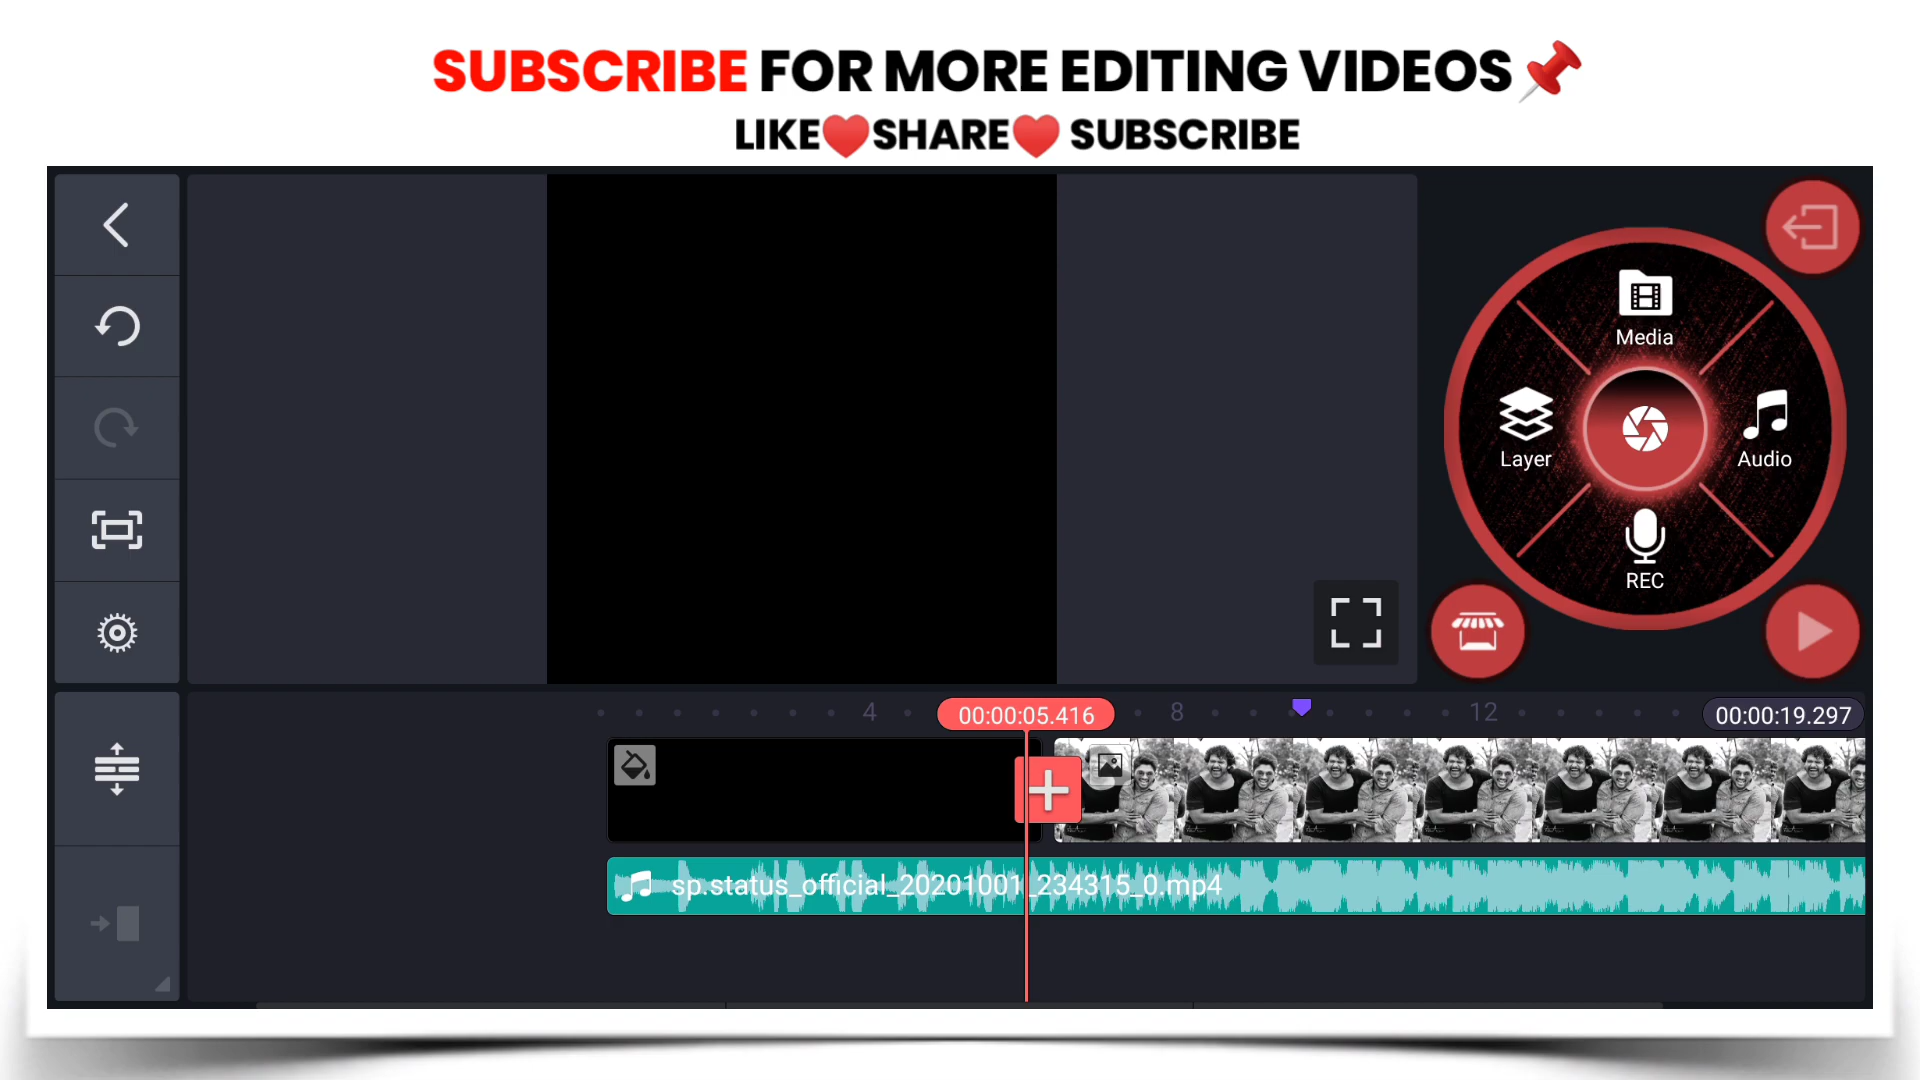 SUBSCRIBE FOR MORE EDITING VIDEOS
LIKE SHARE SUBSCRIBE
Media
Layer
Audio
REC
4
00:00:05.416
8
12
00:00:19.297
sp.status_official_20201001_234315_0.mp4